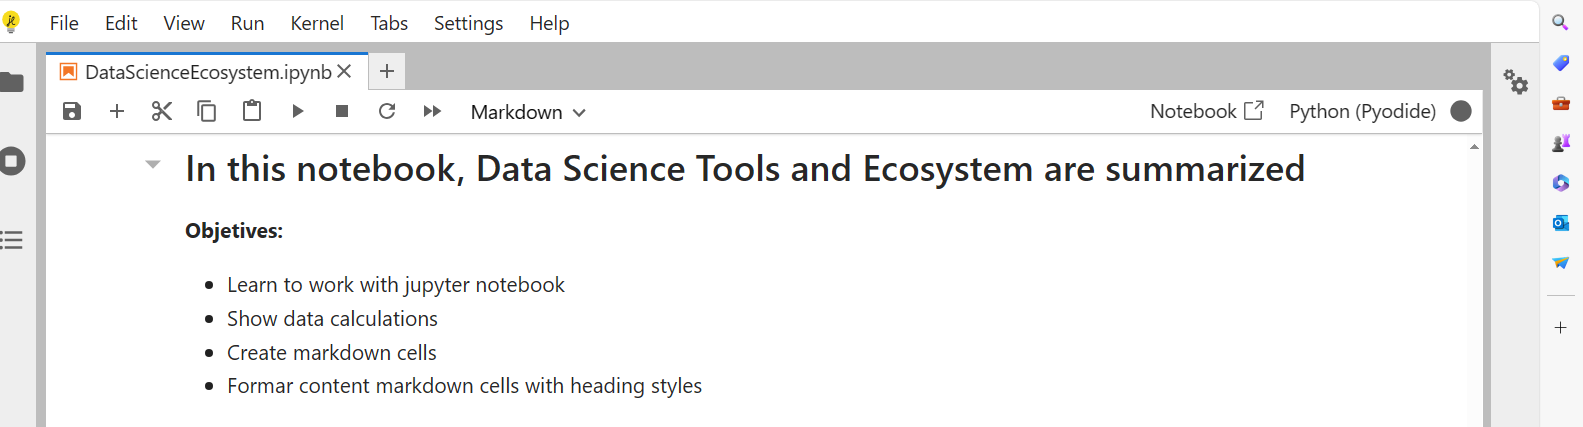 File Edit View Run Kernel Tabs Settings Help
DataScienceEcosystem.ipynb
Markdown Notebook Python (Pyodide)
In this notebook, Data Science Tools and Ecosystem are summarized
Objetives:
Learn to work with jupyter notebook
Show data calculations
Create markdown cells
Formar content markdown cells with heading styles